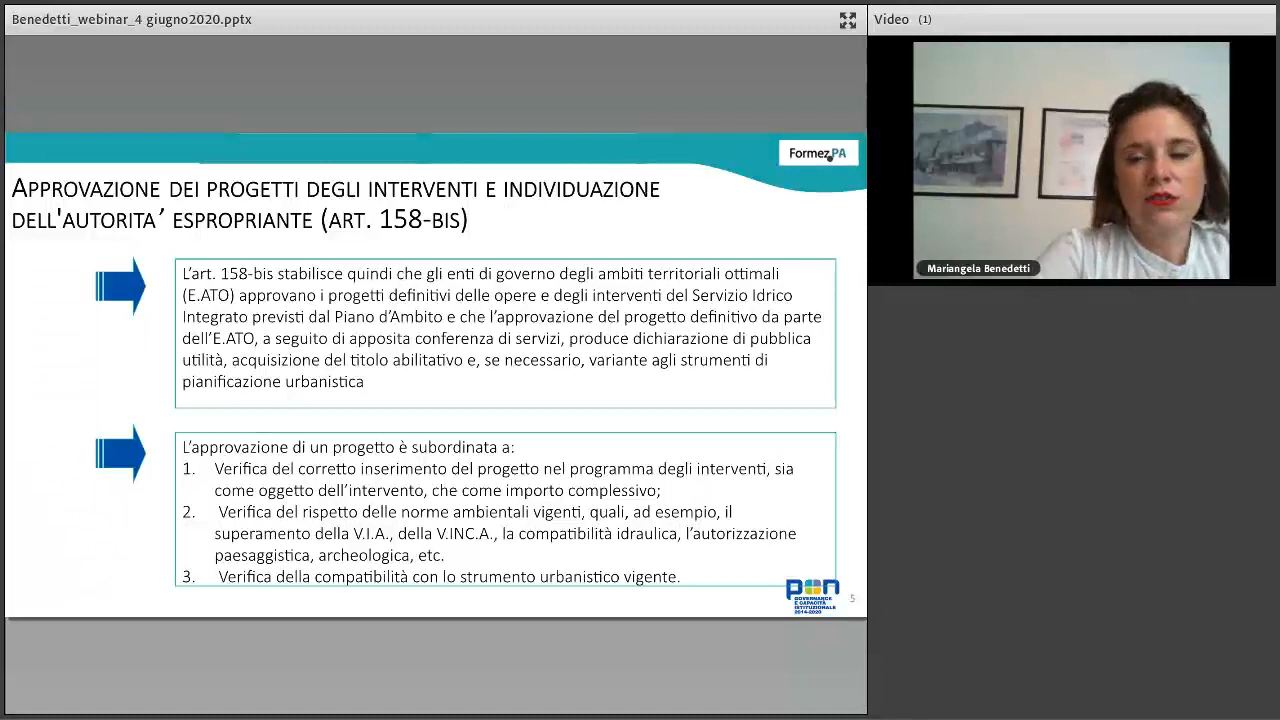 Benedetti_webinar_4 giugno2020.pptx
Video (1)
Mariangela Benedetti
Formez PA
APPROVAZIONE DEI PROGETTI DEGLI INTERVENTI E INDIVIDUAZIONE
DELL'AUTORITA’ ESPROPRIANTE (ART. 158-BIS)
L’art. 158-bis stabilisce quindi che gli enti di governo degli ambiti territoriali ottimali
(E.ATO) approvano i progetti definitivi delle opere e degli interventi del Servizio Idrico
Integrato previsti dal Piano d’Ambito e che l’approvazione del progetto definitivo da parte
dell’E.ATO, a seguito di apposita conferenza di servizi, produce dichiarazione di pubblica
utilità, acquisizione del titolo abilitativo e, se necessario, variante agli strumenti di
pianificazione urbanistica
L’approvazione di un progetto è subordinata a:
1. Verifica del corretto inserimento del progetto nel programma degli interventi, sia
come oggetto dell’intervento, che come importo complessivo;
2. Verifica del rispetto delle norme ambientali vigenti, quali, ad esempio, il
superamento della V.I.A., della V.INC.A., la compatibilità idraulica, l’autorizzazione
paesaggistica, archeologica, etc.
3. Verifica della compatibilità con lo strumento urbanistico vigente.
pon
GOVERNANCE
E CAPACITÀ
ISTITUZIONALE
2014-2020
5